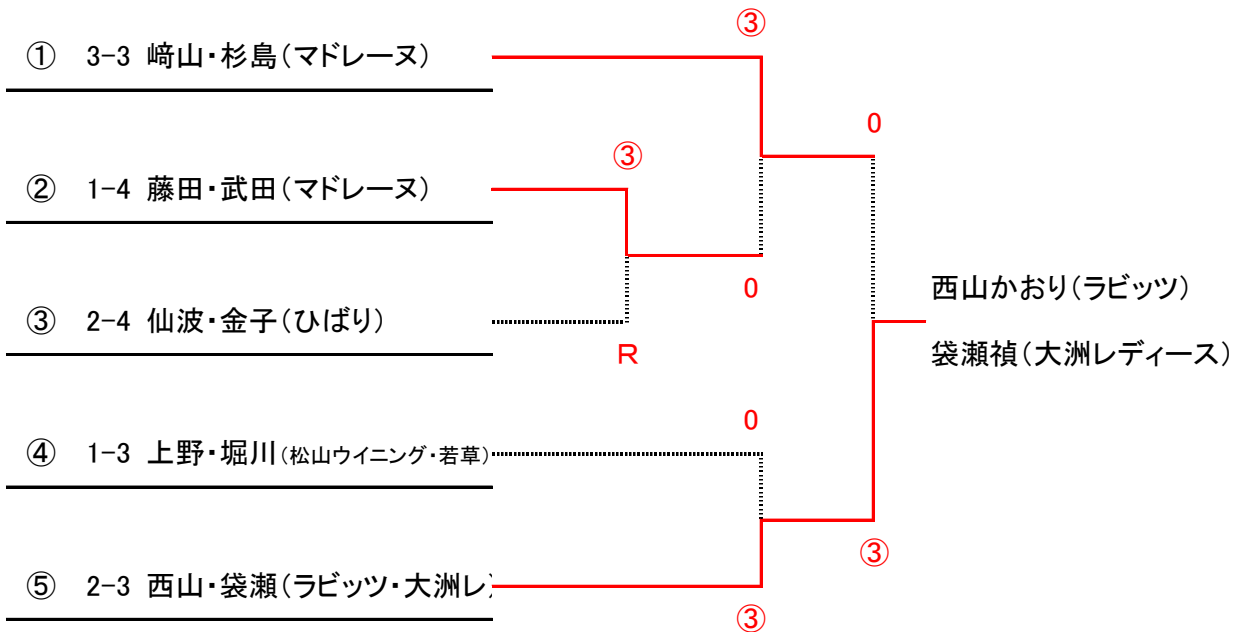 ③
① 3-3 﨑山・杉島(マドレーヌ)
0
③
② 1-4 藤田・武田(マドレーヌ)
0
西山かおり(ラビッツ)
③ 2-4 仙波・金子(ひばり)
R
袋瀬禎(大洲レディース)
0
④ 1-3 上野・堀川(松山ウイニング・若草)
③
⑤ 2-3 西山・袋瀬(ラビッツ・大洲レ)
③